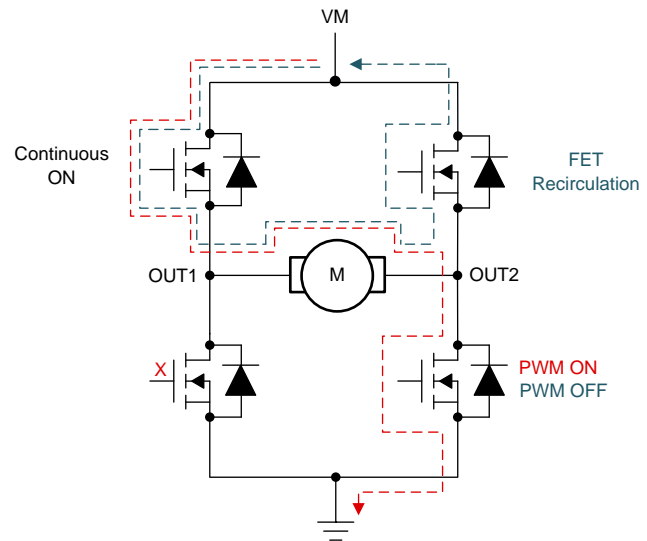 VM
Continuous
ON
FET
Recirculation
OUT1
M
OUT2
X
PWM ON
PWM OFF